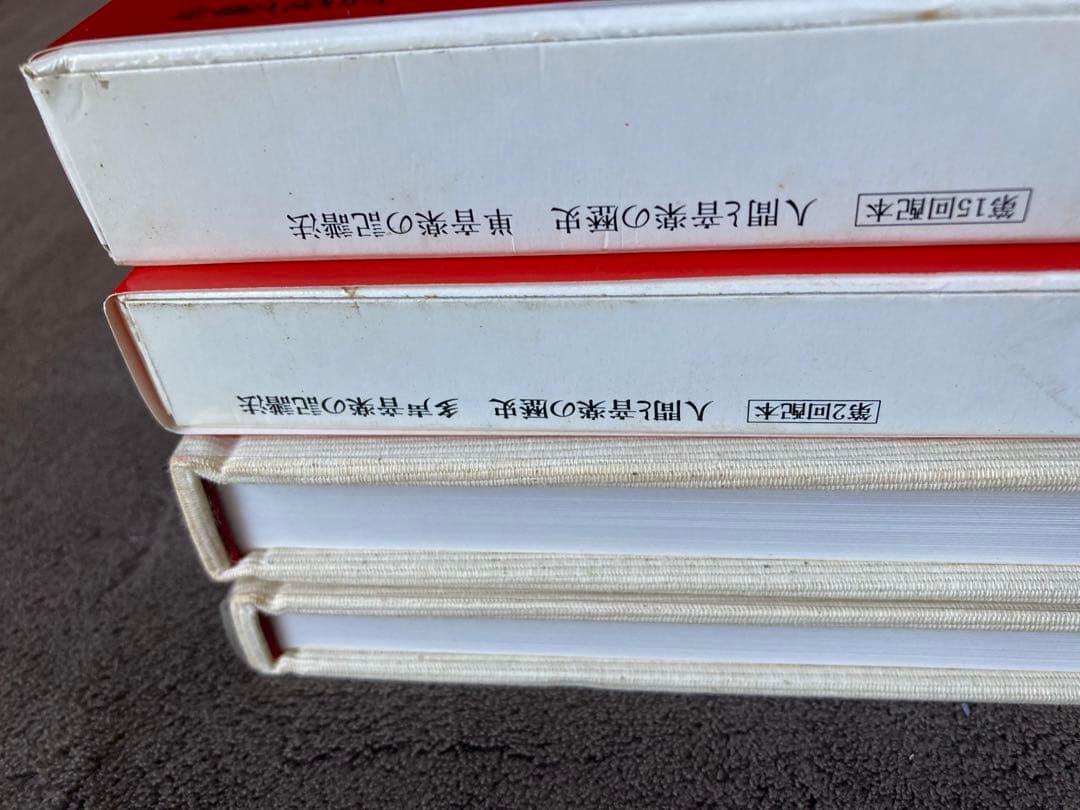 第2回配本 人間と音楽の歴史 多声音楽の記譜法
第15回配本 人間と音楽の歴史 単音楽の記譜法